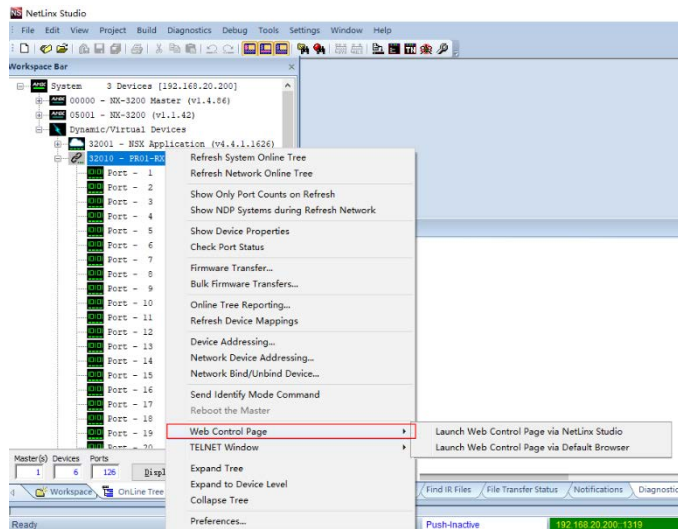 NetLinx Studio
File Edit View Project Build Diagnostics Debug Tools Settings Window Help
Workspace Bar
System 3 Devices [192.168.20.200]
00000 - NX-3200 Master (v1.4.86)
05001 - NX-3200 (v1.1.42)
Dynamic/Virtual Devices
32001 - NSX Application (v4.4.1.1626)
32010 - PR01-RX
Port - 1
Port - 2
Port - 3
Port - 4
Port - 5
Port - 6
Port - 7
Port - 8
Port - 9
Port - 10
Port - 11
Port - 12
Port - 13
Port - 14
Port - 15
Port - 16
Port - 17
Port - 18
Port - 19
Port - 20
Refresh System Online Tree
Refresh Network Online Tree
Show Only Port Counts on Refresh
Show NDP Systems during Refresh Network
Show Device Properties
Check Port Status
Firmware Transfer...
Bulk Firmware Transfers...
Online Tree Reporting...
Refresh Device Mappings
Device Addressing...
Network Device Addressing...
Network Bind/Unbind Device...
Send Identify Mode Command
Reboot the Master
Web Control Page
TELNET Window
Expand Tree
Expand to Device Level
Collapse Tree
Preferences...
Launch Web Control Page via NetLinx Studio
Launch Web Control Page via Default Browser
Master(s) Devices Ports
1 6 126 Displ
Workspace OnLine Tree
Find IR Files File Transfer Status Notifications Diagnostic
Ready Push-Inactive 192.168.20.200:1319